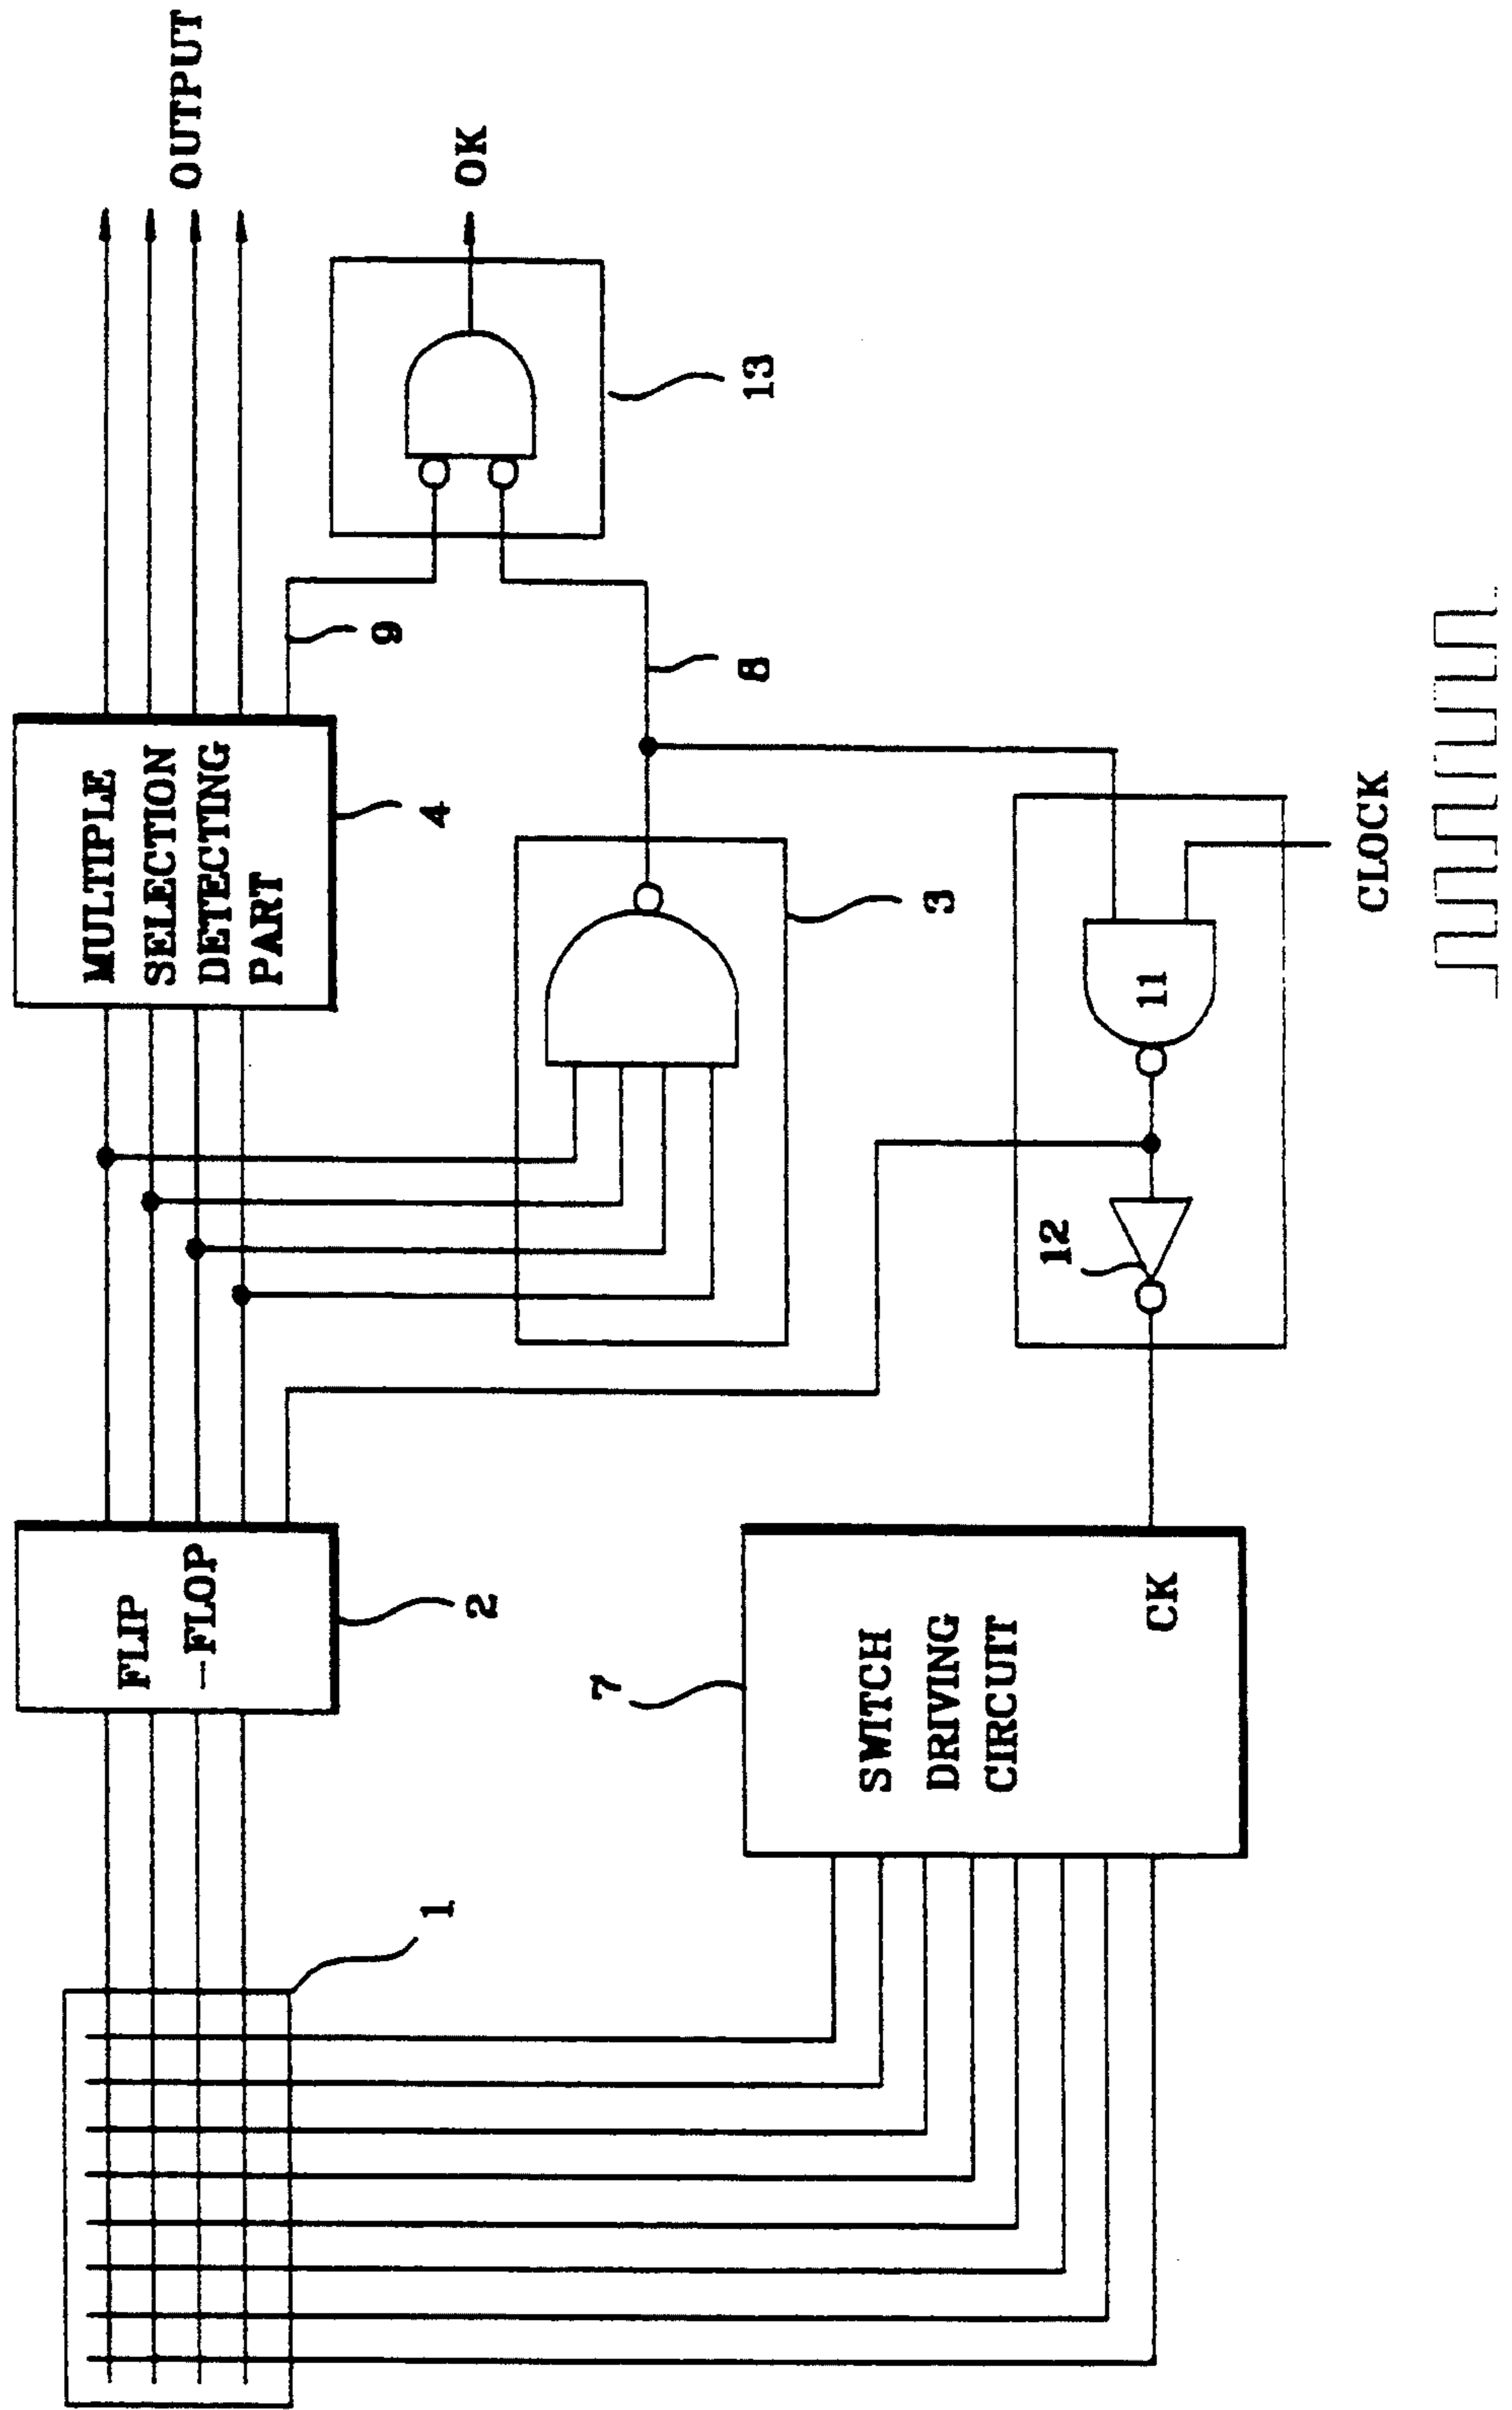 OUTPUT
OK
13
9
8
MULTIPLE
SELECTION
DETECTING
PART
4
3
11
CLOCK
12
FLIP
-FLOP
2
7
SWITCH
DRIVING
CIRCUIT
CK
1